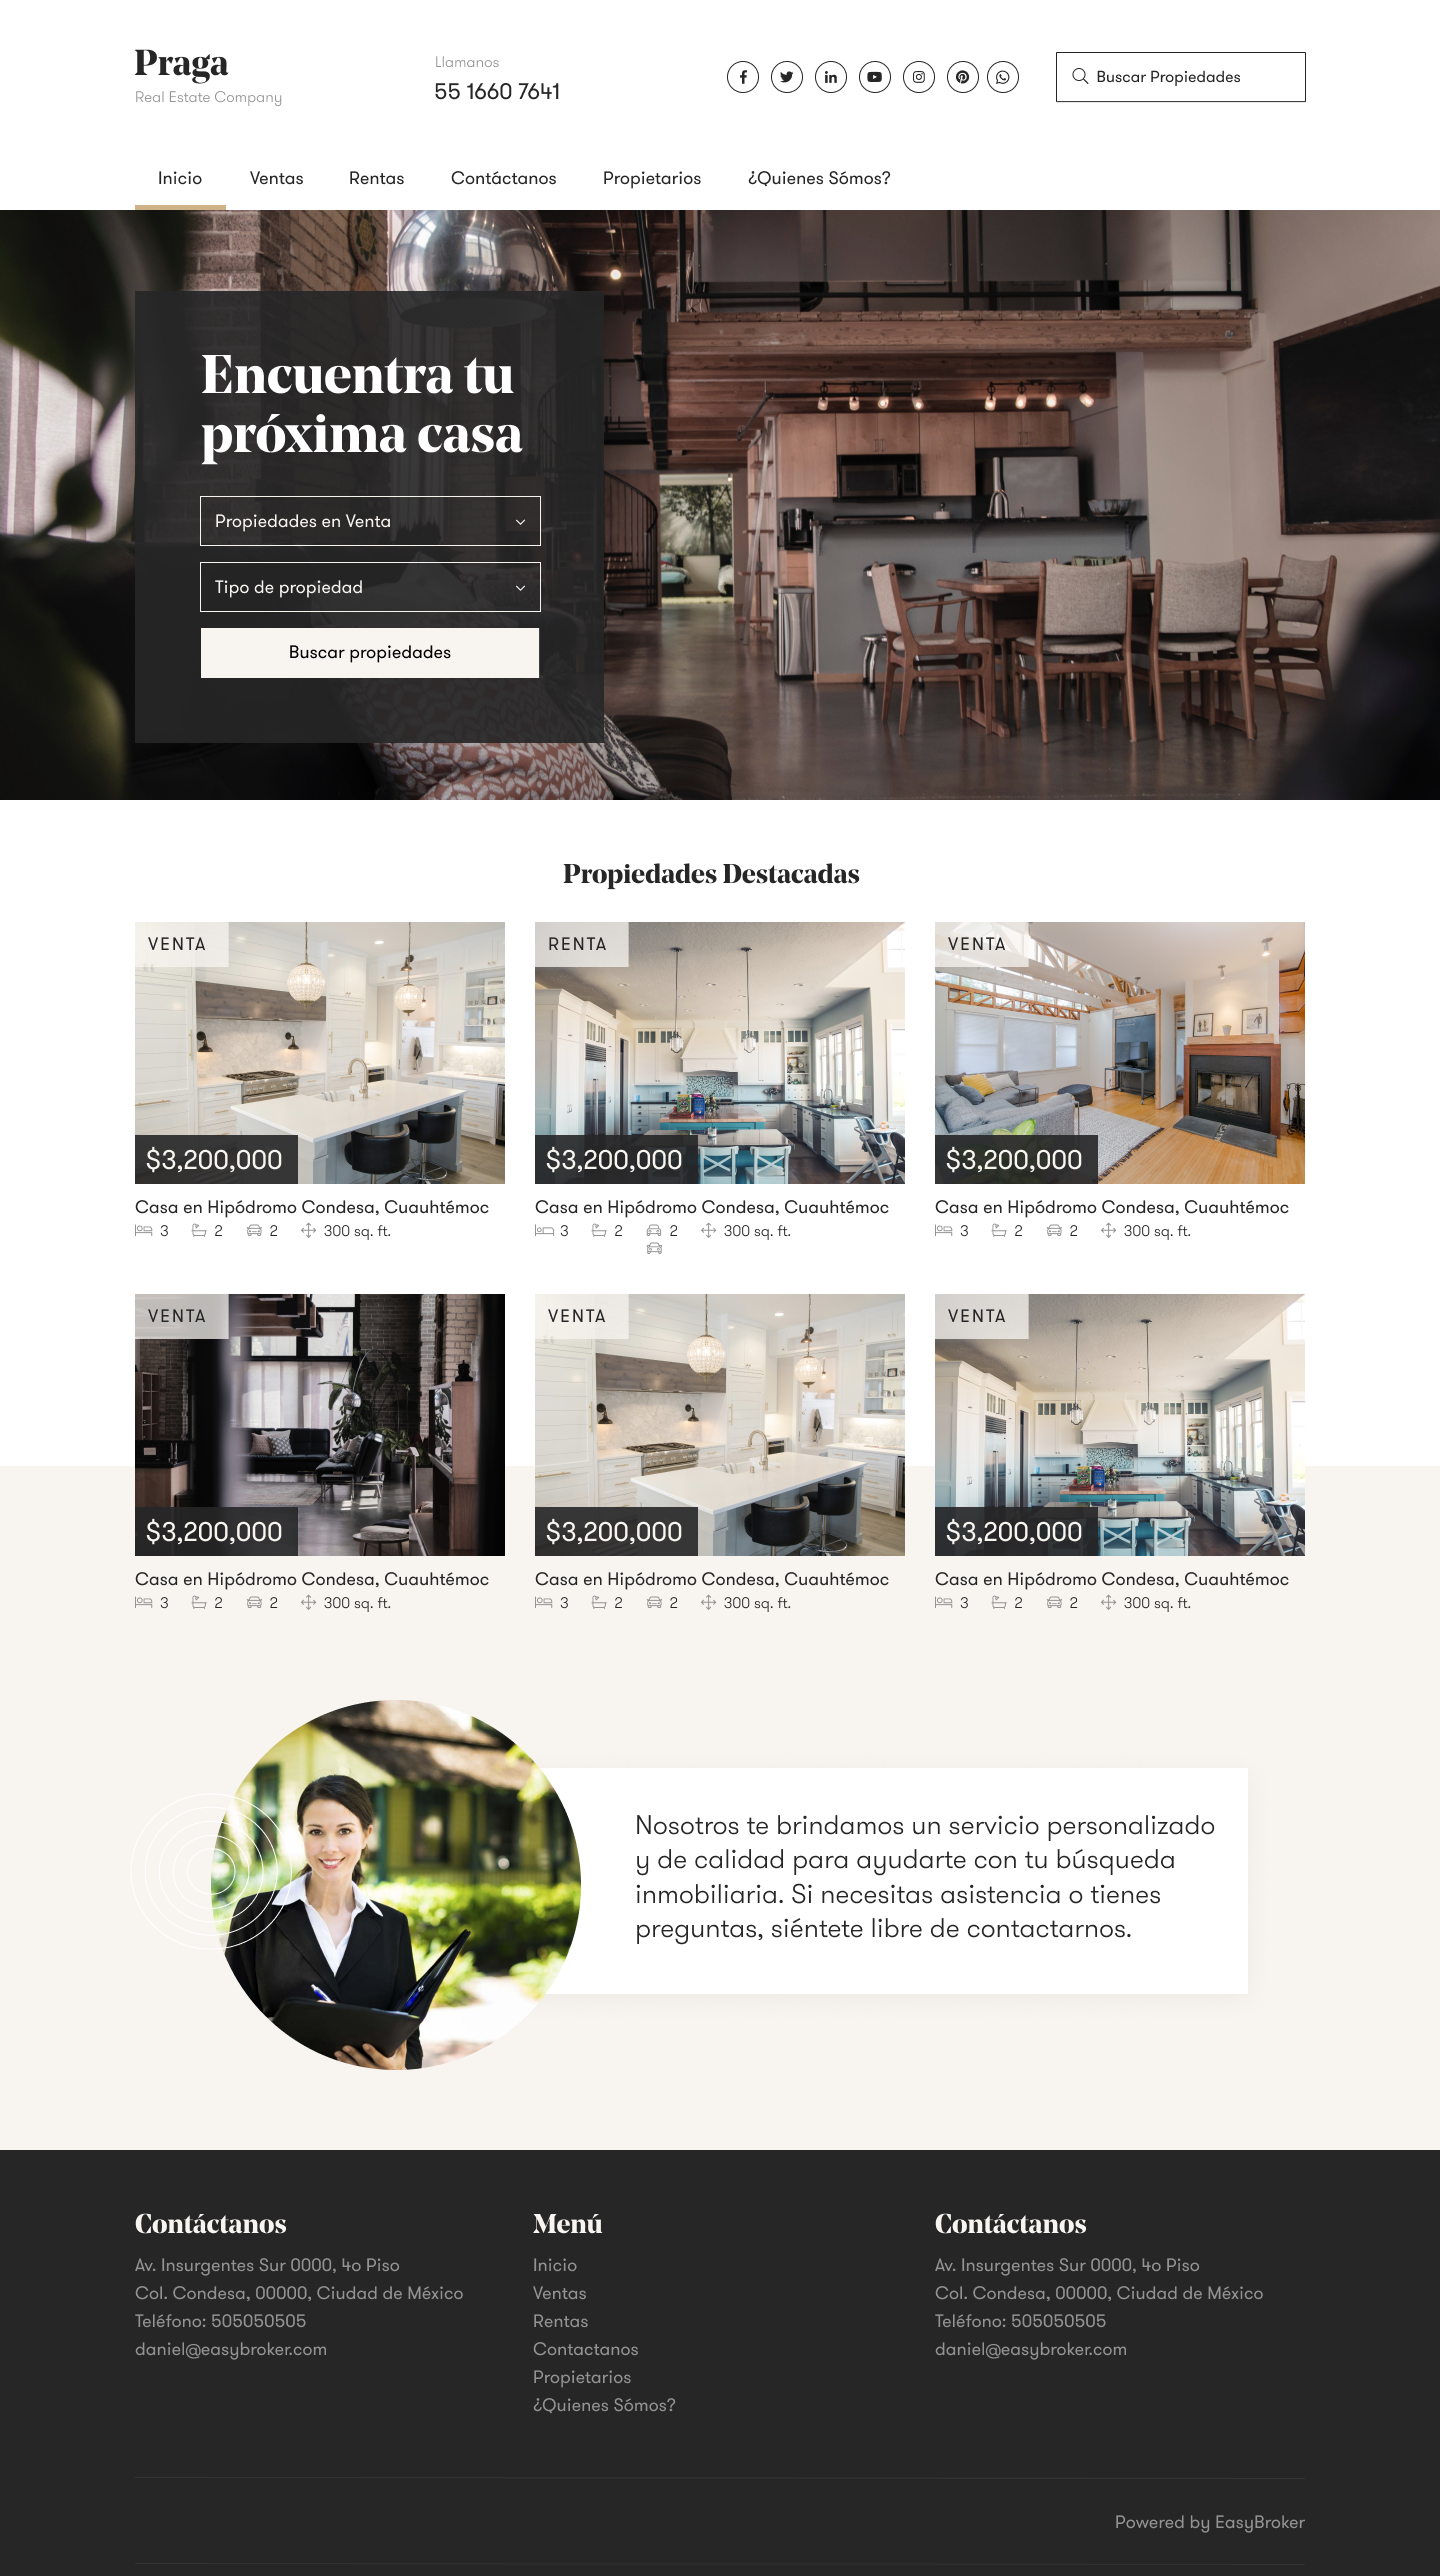 Praga
Real Estate Company
Llamanos
55 1660 7641
Buscar Propiedades
Inicio
Ventas
Rentas
Contáctanos
Propietarios
¿Quienes Sómos?
Encuentra tu
próxima casa
Propiedades en Venta
Tipo de propiedad
Buscar propiedades
Propiedades Destacadas
VENTA
$3,200,000
Casa en Hipódromo Condesa, Cuauhtémoc
3 2 2 300 sq. ft.
RENTA
$3,200,000
Casa en Hipódromo Condesa, Cuauhtémoc
3 2 2 300 sq. ft.
VENTA
$3,200,000
Casa en Hipódromo Condesa, Cuauhtémoc
3 2 2 300 sq. ft.
VENTA
$3,200,000
Casa en Hipódromo Condesa, Cuauhtémoc
3 2 2 300 sq. ft.
VENTA
$3,200,000
Casa en Hipódromo Condesa, Cuauhtémoc
3 2 2 300 sq. ft.
VENTA
$3,200,000
Casa en Hipódromo Condesa, Cuauhtémoc
3 2 2 300 sq. ft.
Nosotros te brindamos un servicio personalizado
y de calidad para ayudarte con tu búsqueda
inmobiliaria. Si necesitas asistencia o tienes
preguntas, siéntete libre de contactarnos.
Contáctanos
Av. Insurgentes Sur 0000, 4o Piso
Col. Condesa, 00000, Ciudad de México
Teléfono: 505050505
daniel@easybroker.com
Menú
Inicio
Ventas
Rentas
Contactanos
Propietarios
¿Quienes Sómos?
Contáctanos
Av. Insurgentes Sur 0000, 4o Piso
Col. Condesa, 00000, Ciudad de México
Teléfono: 505050505
daniel@easybroker.com
Powered by EasyBroker